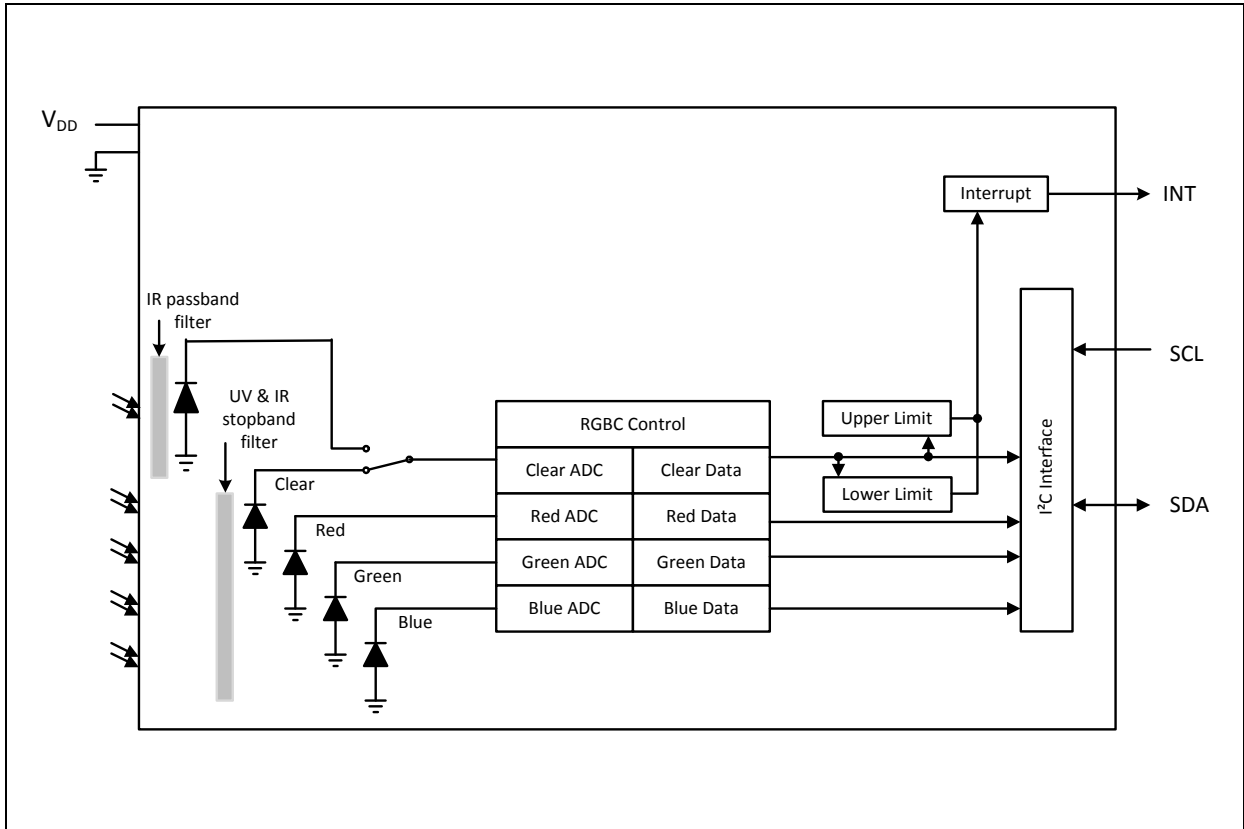 V_DD
Interrupt
INT
IR passband
filter
SCL
UV & IR
stopband
filter
Upper Limit
RGBC Control
Clear ADC
Clear Data
Clear
Lower Limit
I²C Interface
Red ADC
Red Data
SDA
Red
Green ADC
Green Data
Green
Blue ADC
Blue Data
Blue